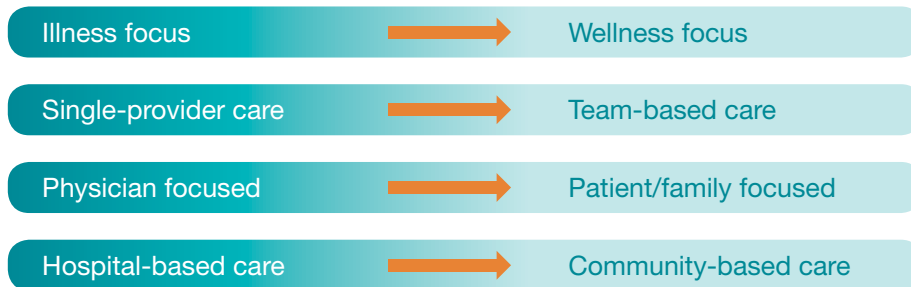 Illness focus Wellness focus
Single-provider care Team-based care
Physician focused Patient/family focused
Hospital-based care Community-based care